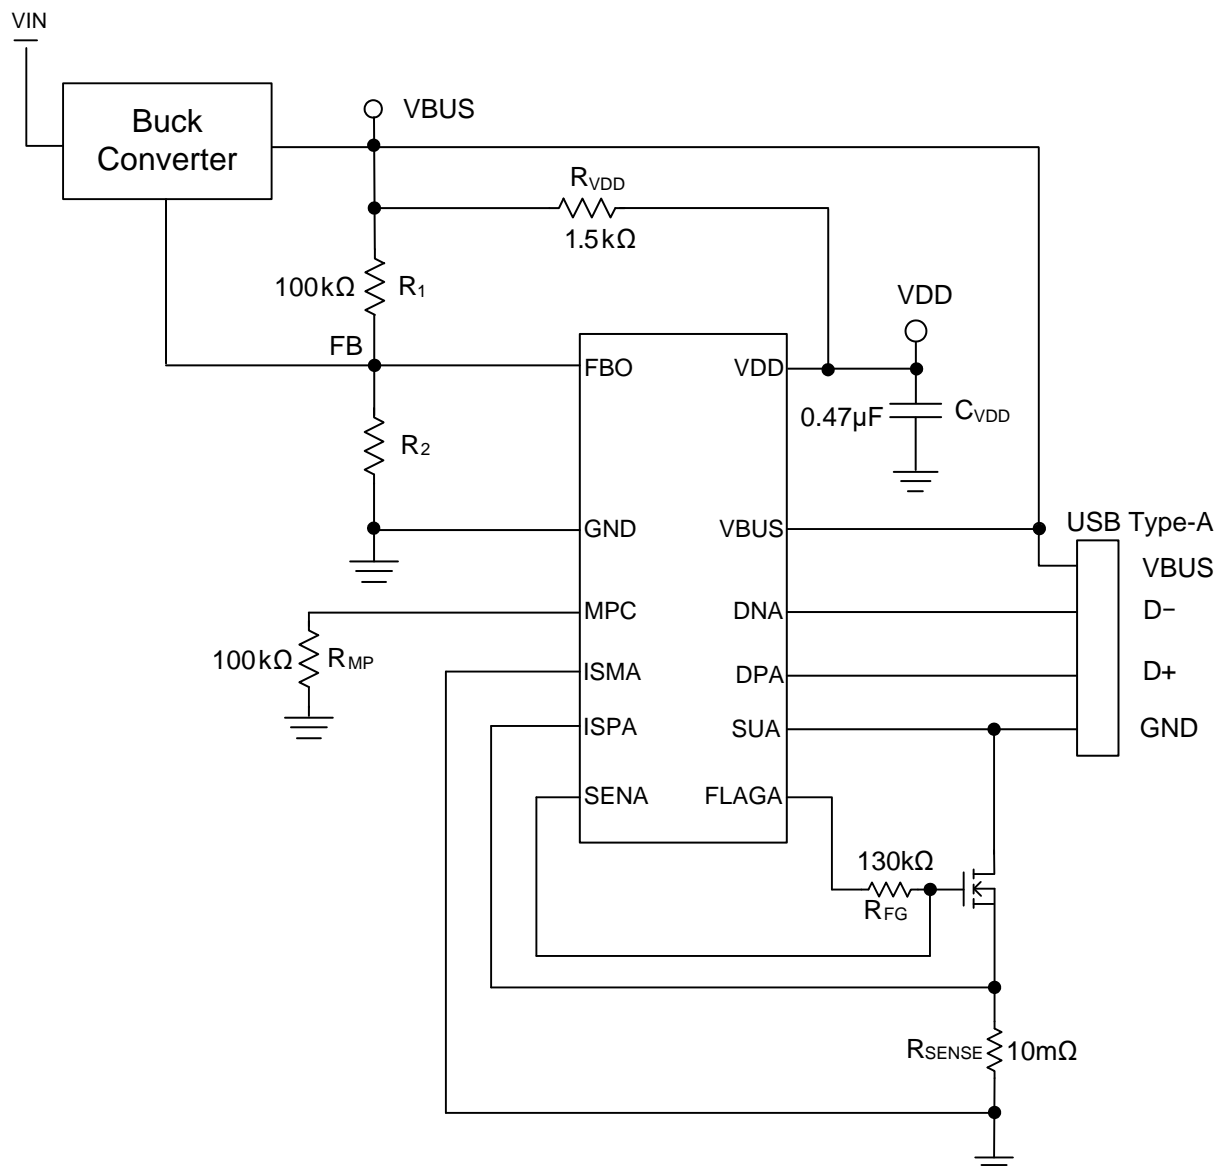 VIN
Buck
Converter
VBUS
RVDD
1.5kΩ
100kΩ
R1
VDD
FB
FBO
VDD
0.47µF
CVDD
R2
GND
VBUS
USB Type-A
VBUS
MPC
DNA
D−
100kΩ
RMP
ISMA
DPA
D+
ISPA
SUA
GND
SENA
FLAGA
130kΩ
RFG
RSENSE
10mΩ